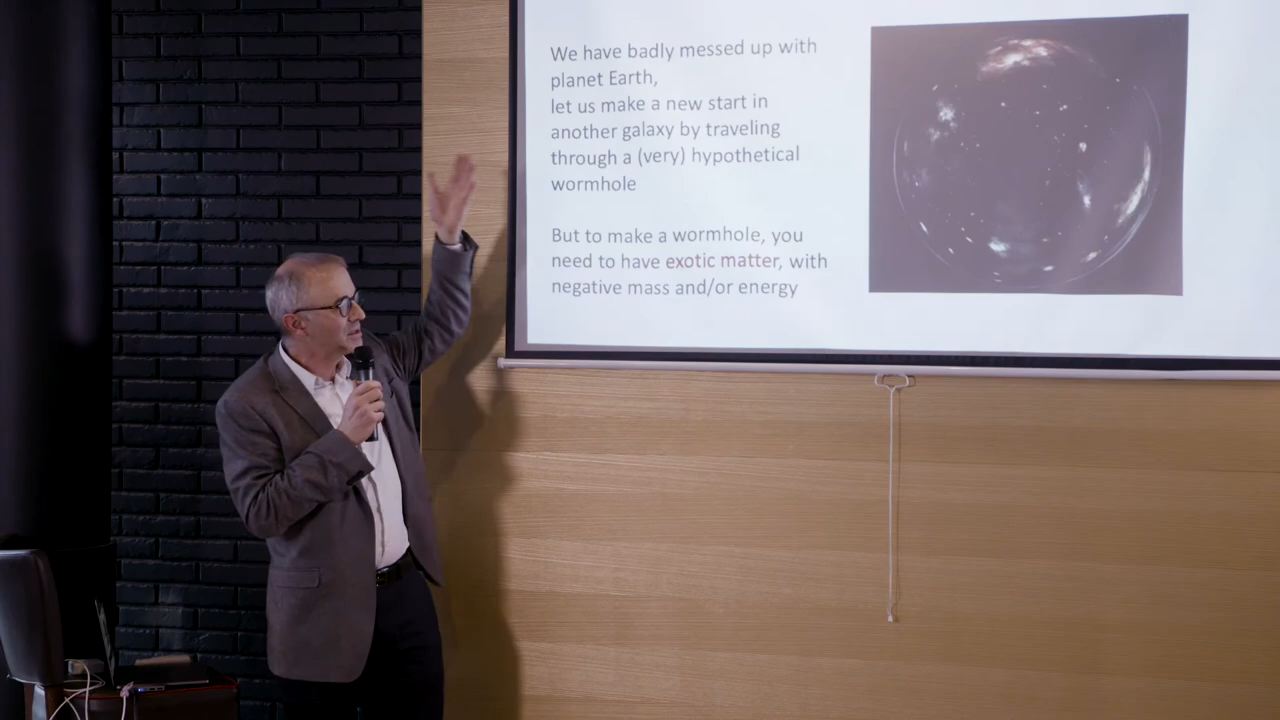 We have badly messed up with
planet Earth,
let us make a new start in
another galaxy by traveling
through a (very) hypothetical
wormhole
But to make a wormhole, you
need to have exotic matter, with
negative mass and/or energy